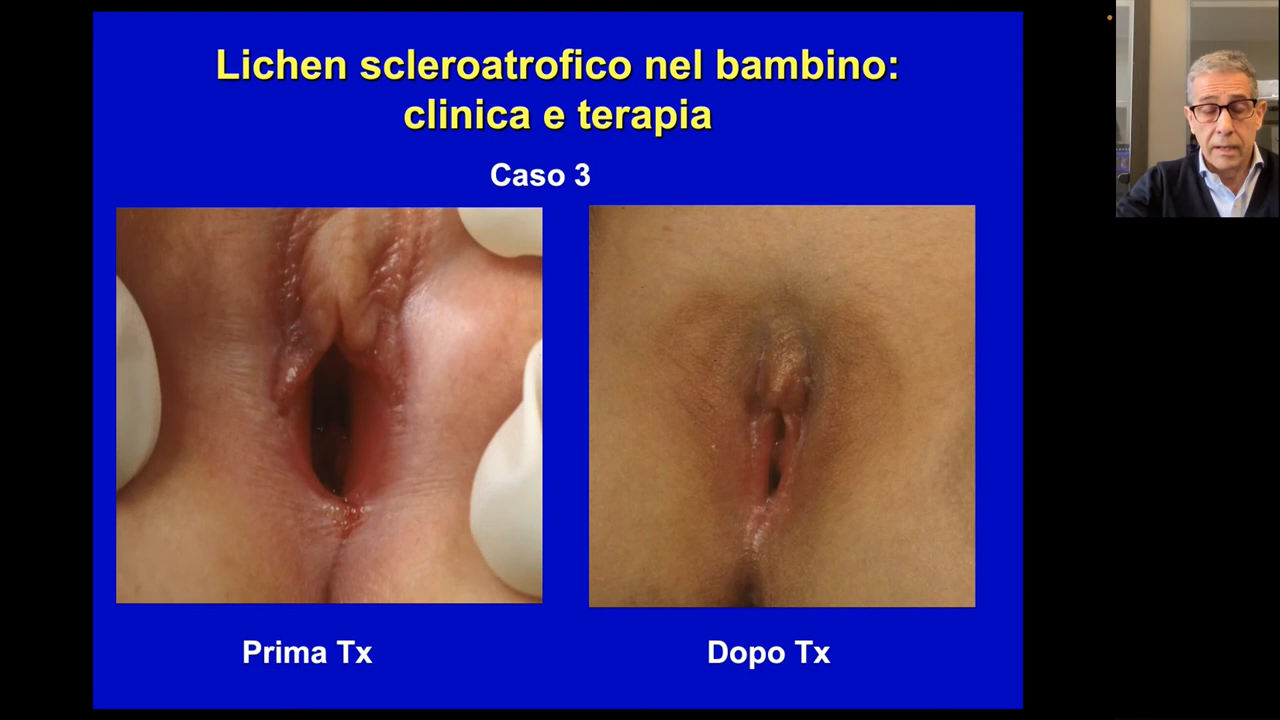 Lichen scleroatrofico nel bambino:
clinica e terapia
Caso 3
Prima Tx
Dopo Tx